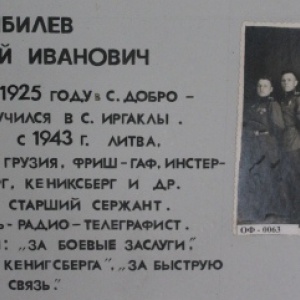 БИЛЕВ
Й ИВАНОВИЧ
1925 ГОДУ В С. ДОБРО –
УЧИЛСЯ В С. ИРГАКЛЫ.
С 1943 Г. ЛИТВА,
ГРУЗИЯ, ФРИШ-ГАФ, ИНСТЕР-
РГ, КЕНИКСБЕРГ И ДР.
СТАРШИЙ СЕРЖАНТ.
Ь-РАДИО-ТЕЛЕГРАФИСТ.
: "ЗА БОЕВЫЕ ЗАСЛУГИ",
КЕНИГСБЕРГА", "ЗА БЫСТРУЮ
СВЯЗЬ."
ОФ - 0063